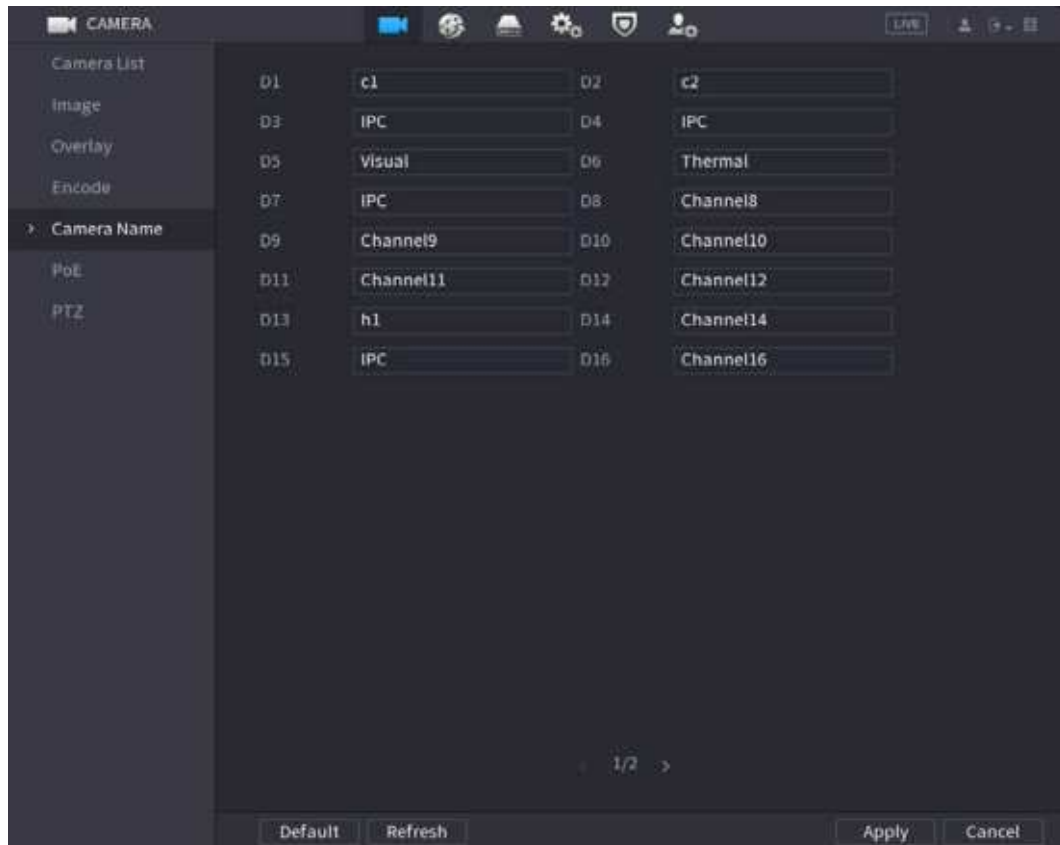 CAMERA LIVE
Camera List
Image
Overlay
Encode
Camera Name
PoE
PTZ
D1 c1 D2 c2
D3 IPC D4 IPC
D5 Visual D6 Thermal
D7 IPC D8 Channel8
D9 Channel9 D10 Channel10
D11 Channel11 D12 Channel12
D13 h1 D14 Channel14
D15 IPC D16 Channel16
1/2 >
Default Refresh Apply Cancel